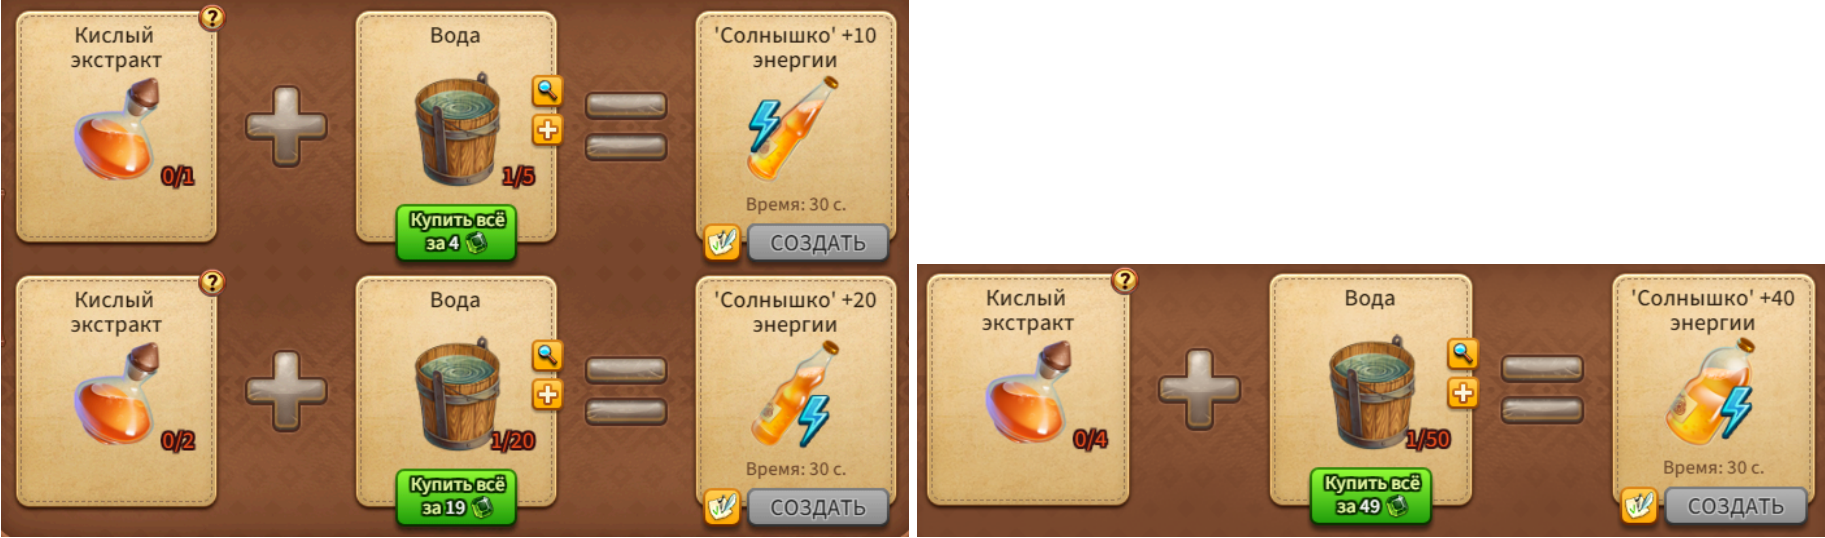 Кислый
экстракт
?
0/1
Вода
1/5
Купить всё
за 4
'Солнышко' +10
энергии
Время: 30 с.
СОЗДАТЬ
Кислый
экстракт
?
0/2
Вода
1/20
Купить всё
за 19
'Солнышко' +20
энергии
Время: 30 с.
СОЗДАТЬ
Кислый
экстракт
?
0/4
Вода
1/50
Купить всё
за 49
'Солнышко' +40
энергии
Время: 30 с.
СОЗДАТЬ